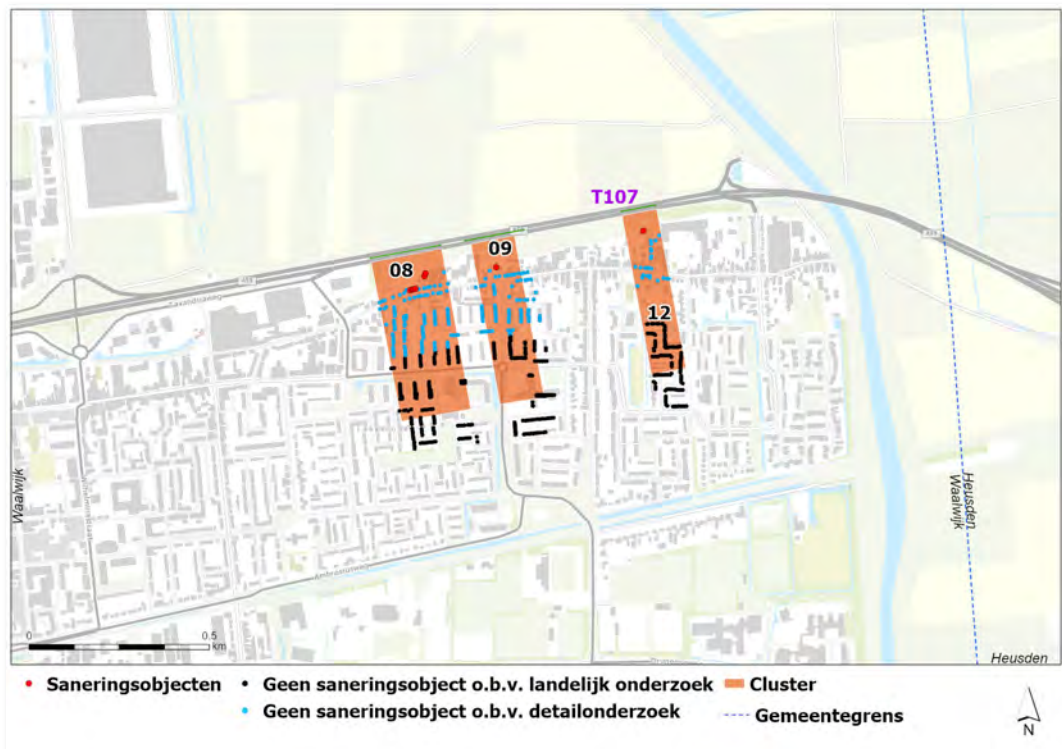 T107
09
08
12
Waalwijk
Heusden
Waalwijk
0 0.5
km
Heusden
Saneringsobjecten
Geen saneringsobject o.b.v. landelijk onderzoek
Cluster
Geen saneringsobject o.b.v. detailonderzoek
Gemeentegrens
N